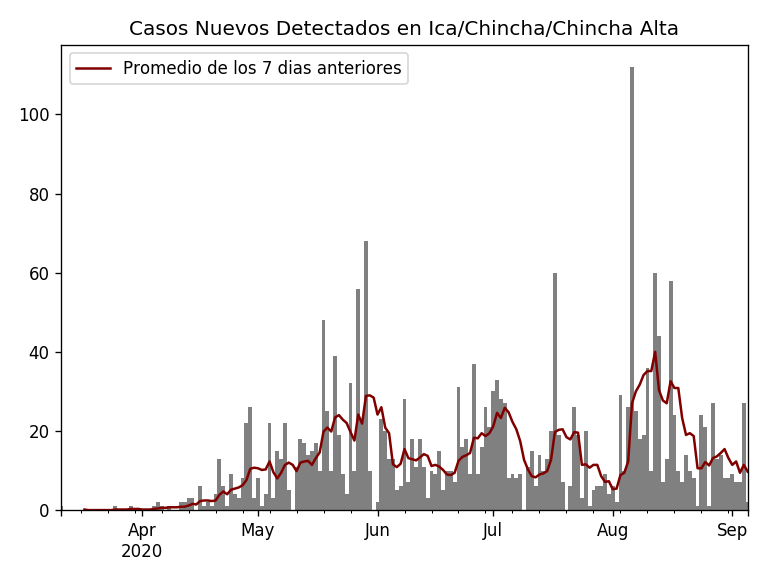 Casos Nuevos Detectados en Ica/Chincha/Chincha Alta
Promedio de los 7 dias anteriores
100
80
60
40
20
0
Apr May Jun Jul Aug Sep
2020